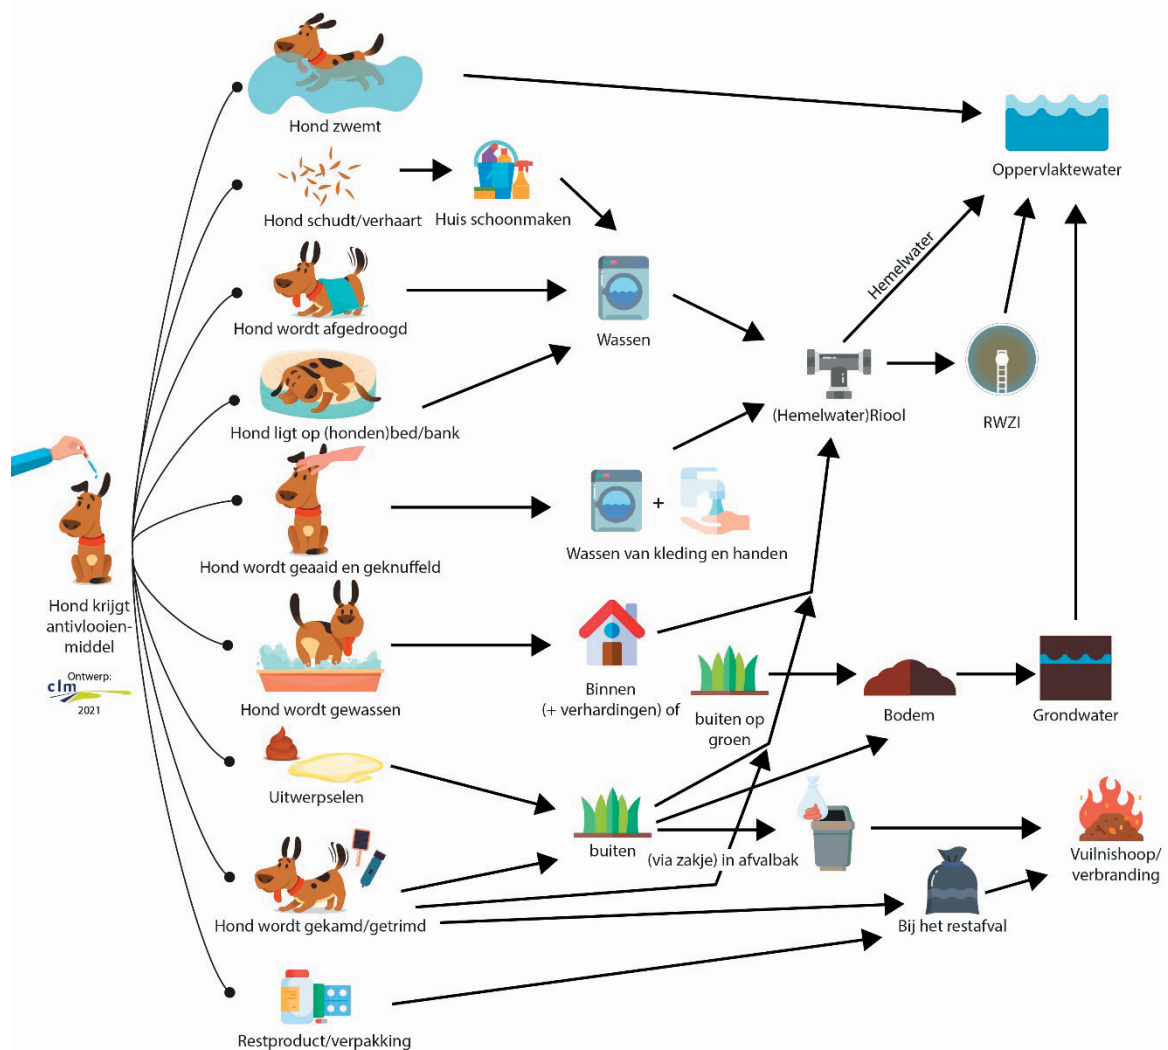 Hond zwemt
Oppervlaktewater
Hond schudt/verhaart
Huis schoonmaken
Hemelwater
Hond wordt afgedroogd
Wassen
(Hemelwater)Riool
RWZI
Hond ligt op (honden)bed/bank
+
Wassen van kleding en handen
Hond wordt geaaid en geknuffeld
Hond krijgt
antivlooien-
middel
Ontwerp:
clm
2021
Hond wordt gewassen
Binnen
(+ verhardingen) of
buiten op
groen
Bodem
Grondwater
Uitwerpselen
buiten
(via zakje) in afvalbak
Vuilnishoop/
verbranding
Hond wordt gekamd/getrimd
Bij het restafval
Restproduct/verpakking